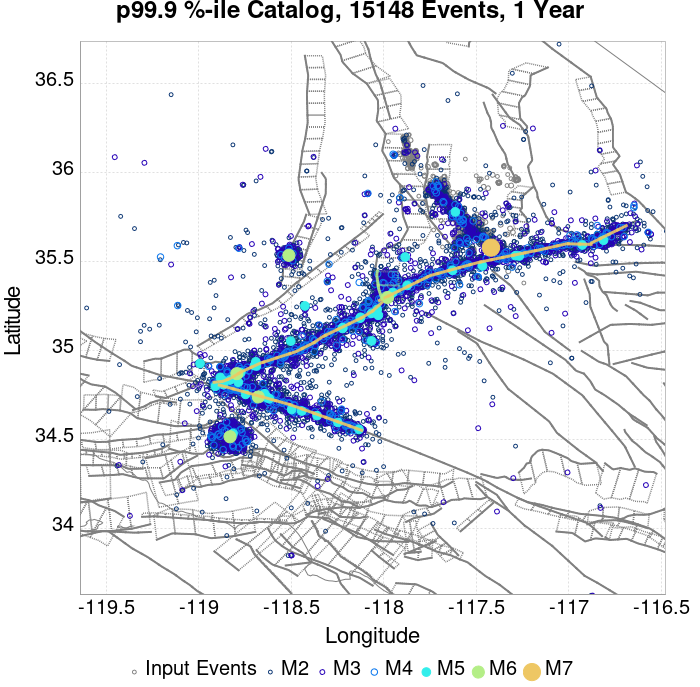 p99.9 %-ile Catalog, 15148 Events, 1 Year
36.5
36
35.5
35
34.5
34
Latitude
-119.5 -119 -118.5 -118 -117.5 -117 -116.5
Longitude
Input Events M2 M3 M4 M5 M6 M7